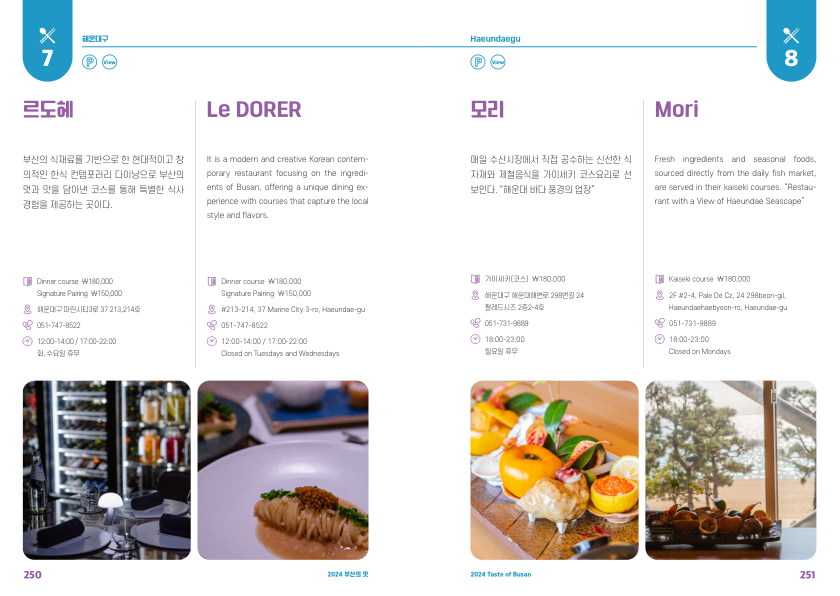 7
해운대구
P
View
르도헤
부산의 식재료를 기반으로 한 현대적이고 창
의적인 한식 컨템포러리 다이닝으로 부산의
멋과 맛을 담아낸 코스를 통해 특별한 식사
경험을 제공하는 곳이다.
Dinner course ₩180,000
Signature Pairing ₩150,000
해운대구 마린시티3로 37 213,214호
051-747-8522
12:00-14:00 / 17:00-22:00
화, 수요일 휴무
Le DORER
It is a modern and creative Korean contem-
porary restaurant focusing on the ingredi-
ents of Busan, offering a unique dining ex-
perience with courses that capture the local
style and flavors.
Dinner course ₩180,000
Signature Pairing ₩150,000
#213-214, 37 Marine City 3-ro, Haeundae-gu
051-747-8522
12:00-14:00 / 17:00-22:00
Closed on Tuesdays and Wednesdays
250
2024 부산의 맛
Haeundaegu
8
P
View
모리
매일 수산시장에서 직접 공수하는 신선한 식
자재와 제철음식을 가이세키 코스요리로 선
보인다. “해운대 바다 풍경의 업장”
가이세키(코스) ₩180,000
해운대구 해운대해변로 298번길 24
팔레드시즈 2층2-4호
051-731-9889
18:00-23:00
월요일 휴무
Mori
Fresh ingredients and seasonal foods,
sourced directly from the daily fish market,
are served in their kaiseki courses. “Restau-
rant with a View of Haeundae Seascape”
Kaiseki course ₩180,000
2F #2-4, Pale De Cz, 24 298beon-gil,
Haeundaehaebyeon-ro, Haeundae-gu
051-731-9889
18:00-23:00
Closed on Mondays
2024 Taste of Busan
251